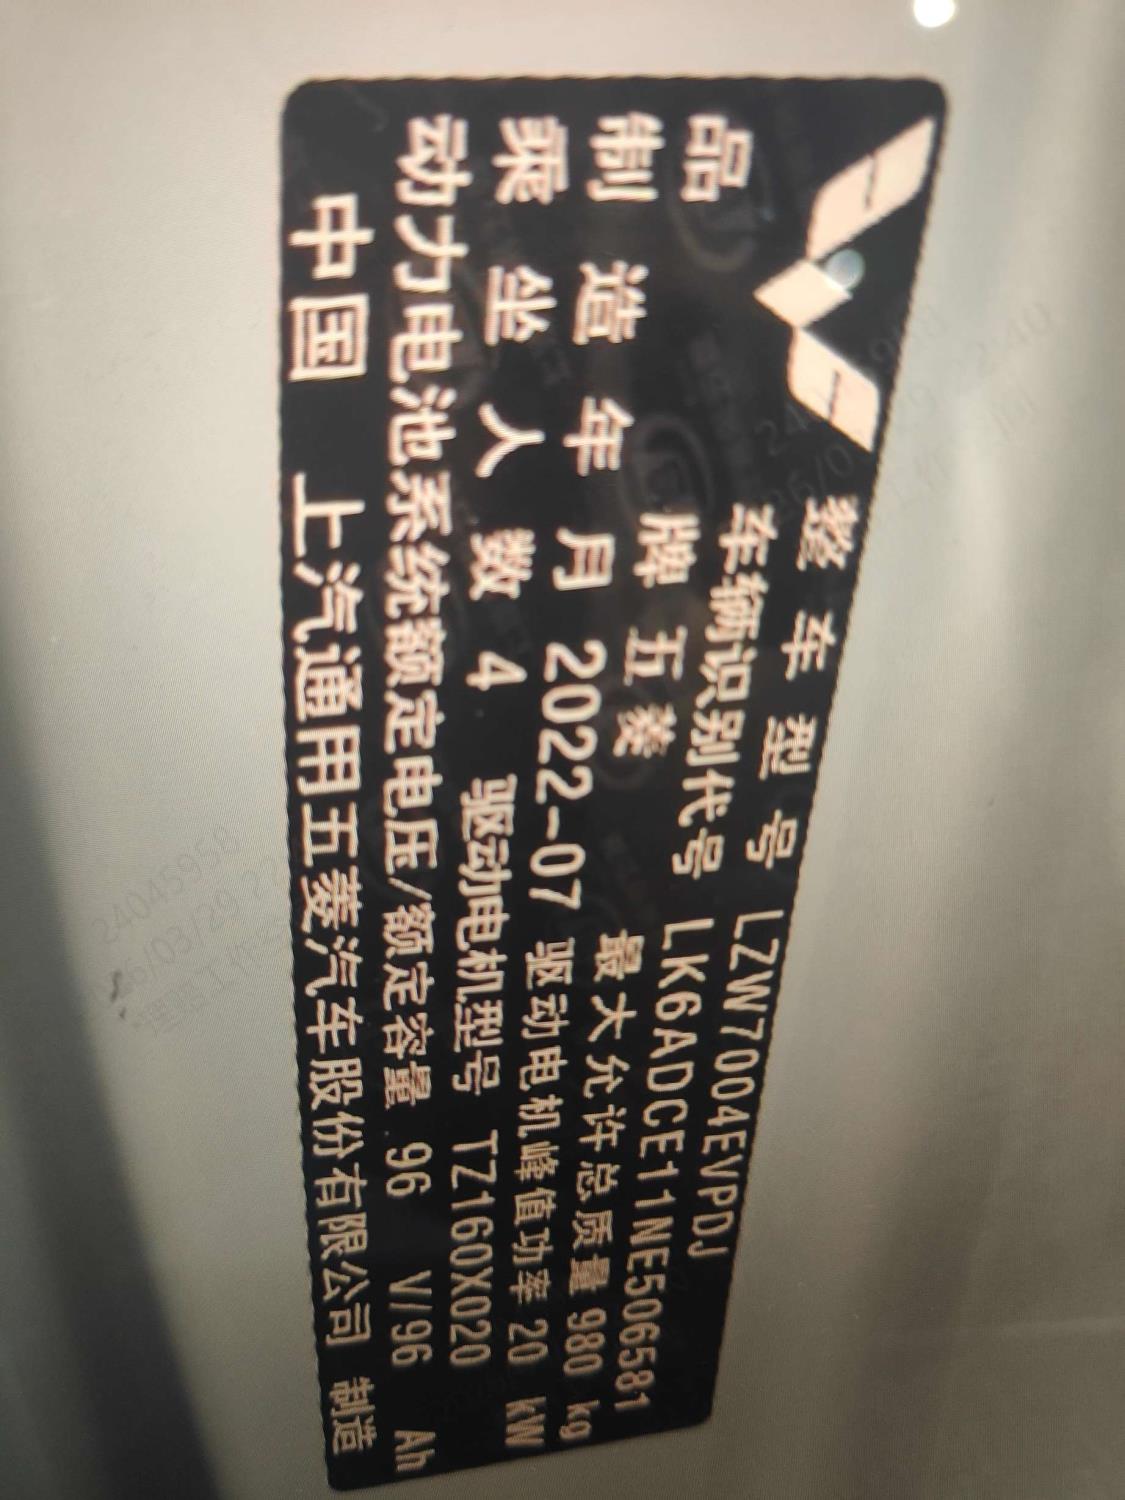 整车型号 LZW7004EVPDJ
车辆识别代号 LK6ADCE11NE506581
品牌 五菱 最大允许总质量 980 kg
制造年月 2022-07 驱动电机峰值功率 20 kW
乘坐人数 4 驱动电机型号 TZ160X020
动力电池系统额定电压/额定容量 96 V/96 Ah
中国 上汽通用五菱汽车股份有限公司 制造
24045958